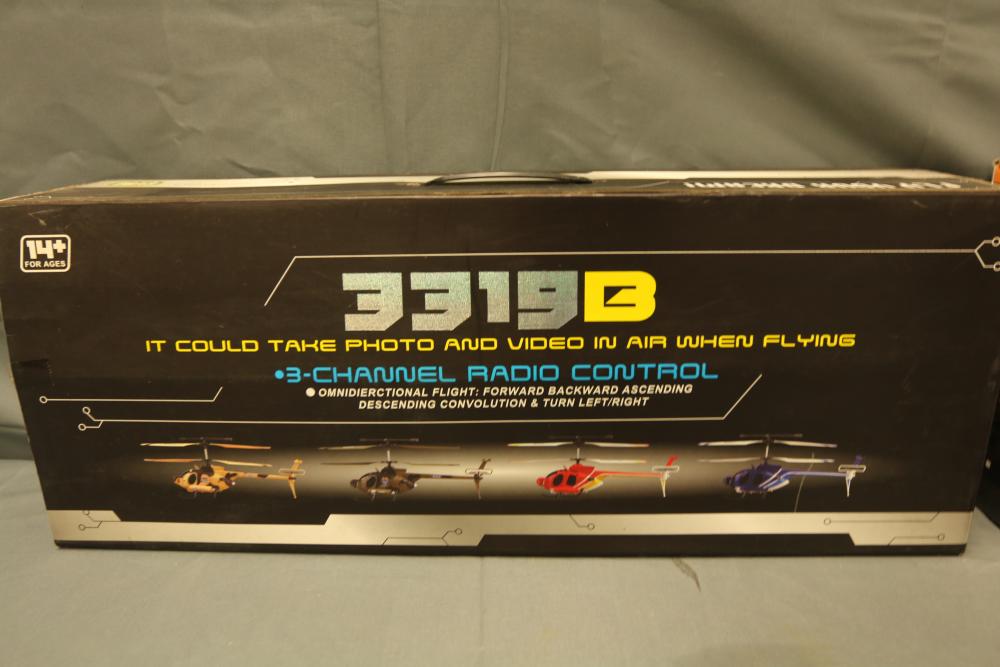 14+
FOR AGES
3319B
IT COULD TAKE PHOTO AND VIDEO IN AIR WHEN FLYING
•3-CHANNEL RADIO CONTROL
● OMNIDIERCTIONAL FLIGHT: FORWARD BACKWARD ASCENDING
DESCENDING CONVOLUTION & TURN LEFT/RIGHT